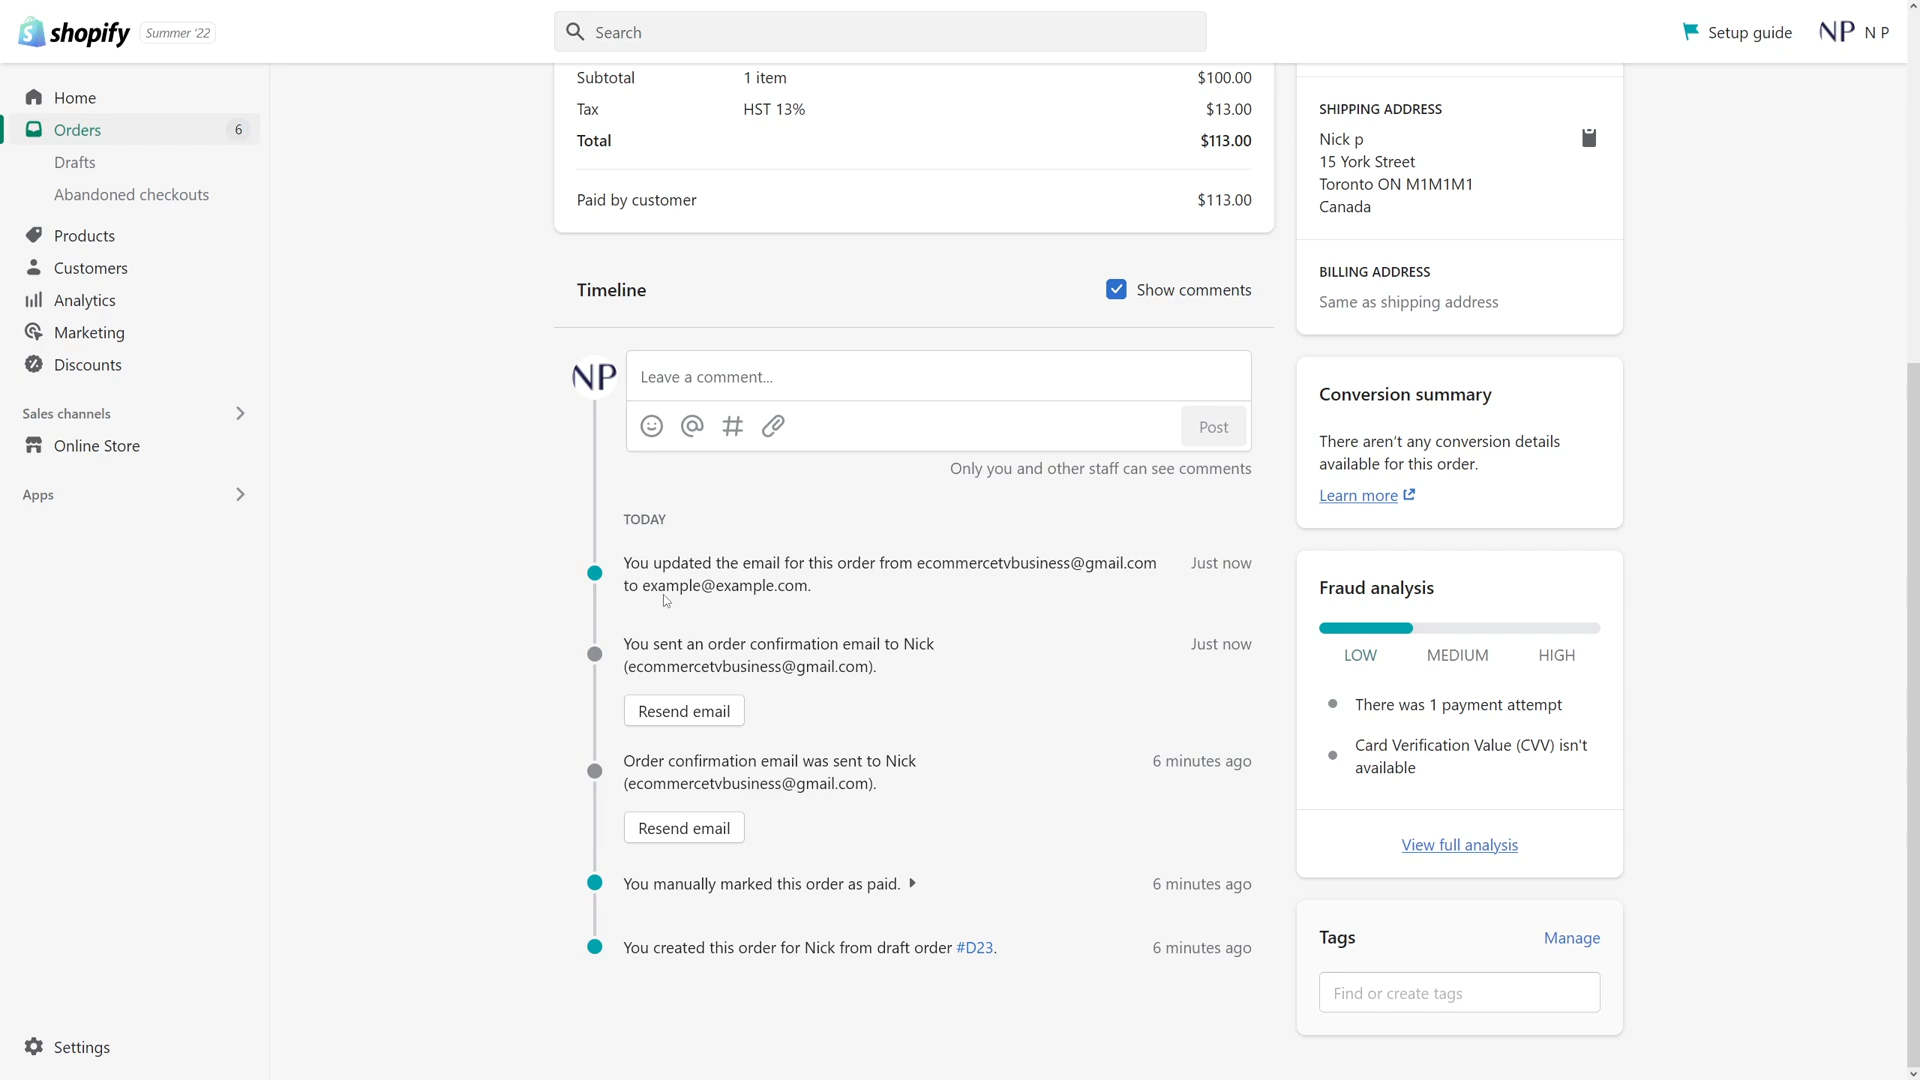 shopify Summer '22
Search
Setup guide
NP N P
Home
Orders 6
Drafts
Abandoned checkouts
Products
Customers
Analytics
Marketing
Discounts
Sales channels
Online Store
Apps
Settings
Subtotal 1 item $100.00
Tax HST 13% $13.00
Total $113.00
Paid by customer $113.00
Timeline
Show comments
NP
Leave a comment...
Post
Only you and other staff can see comments
TODAY
You updated the email for this order from ecommercetvbusiness@gmail.com Just now
to example@example.com.
You sent an order confirmation email to Nick Just now
(ecommercetvbusiness@gmail.com).
Resend email
Order confirmation email was sent to Nick 6 minutes ago
(ecommercetvbusiness@gmail.com).
Resend email
You manually marked this order as paid. 6 minutes ago
You created this order for Nick from draft order #D23. 6 minutes ago
SHIPPING ADDRESS
Nick p
15 York Street
Toronto ON M1M1M1
Canada
BILLING ADDRESS
Same as shipping address
Conversion summary
There aren't any conversion details
available for this order.
Learn more
Fraud analysis
LOW MEDIUM HIGH
There was 1 payment attempt
Card Verification Value (CVV) isn't
available
View full analysis
Tags Manage
Find or create tags